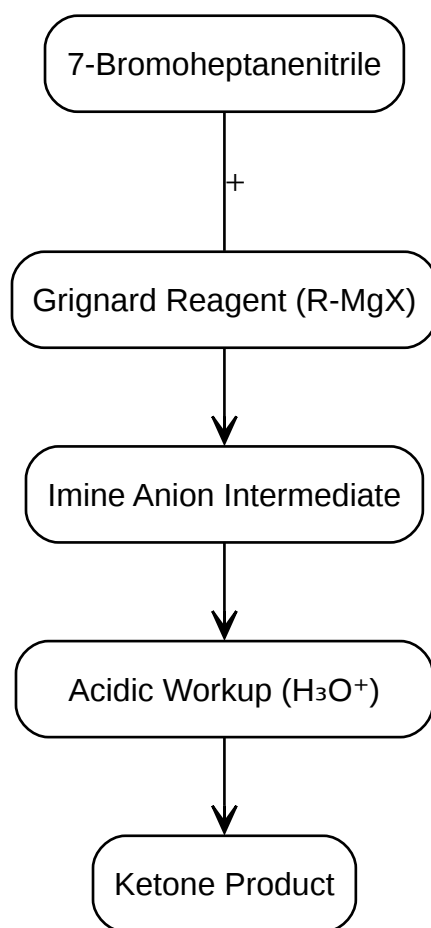 7-Bromoheptanenitrile
+
Grignard Reagent (R-MgX)
Imine Anion Intermediate
Acidic Workup (H₃O⁺)
Ketone Product